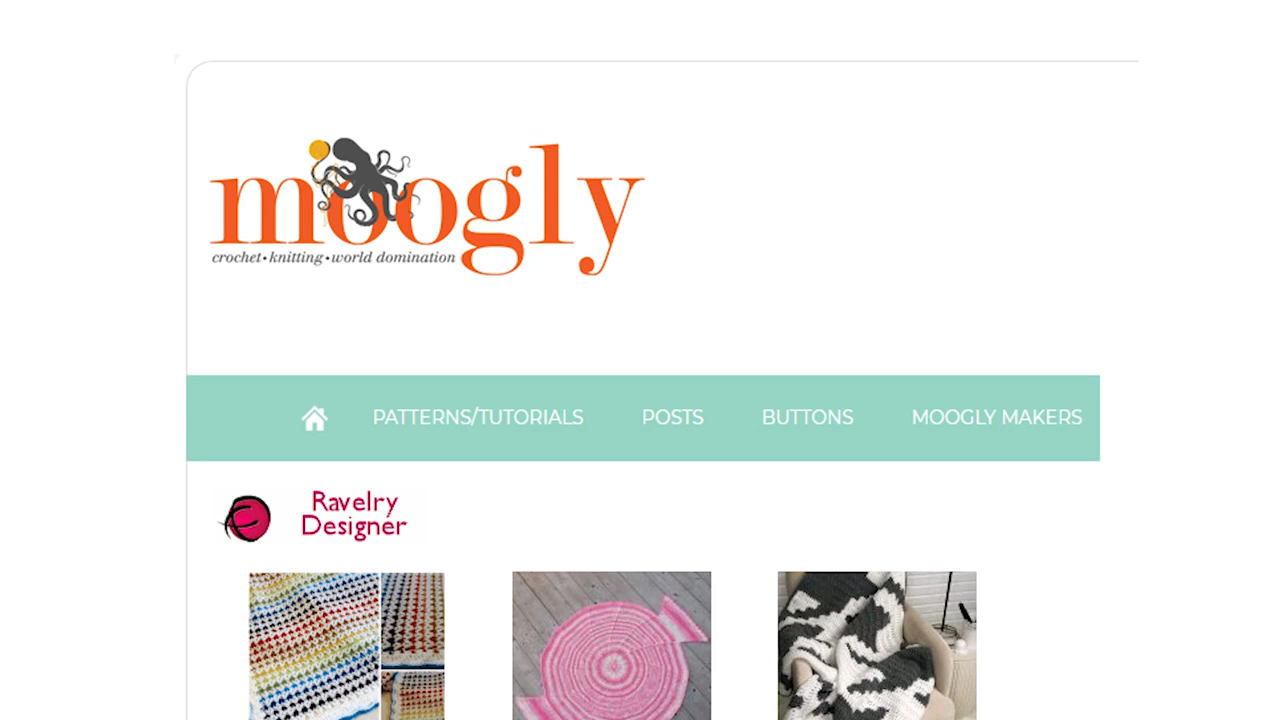 moogly
crochet•knitting•world domination
PATTERNS/TUTORIALS POSTS BUTTONS MOOGLY MAKERS
Ravelry
Designer